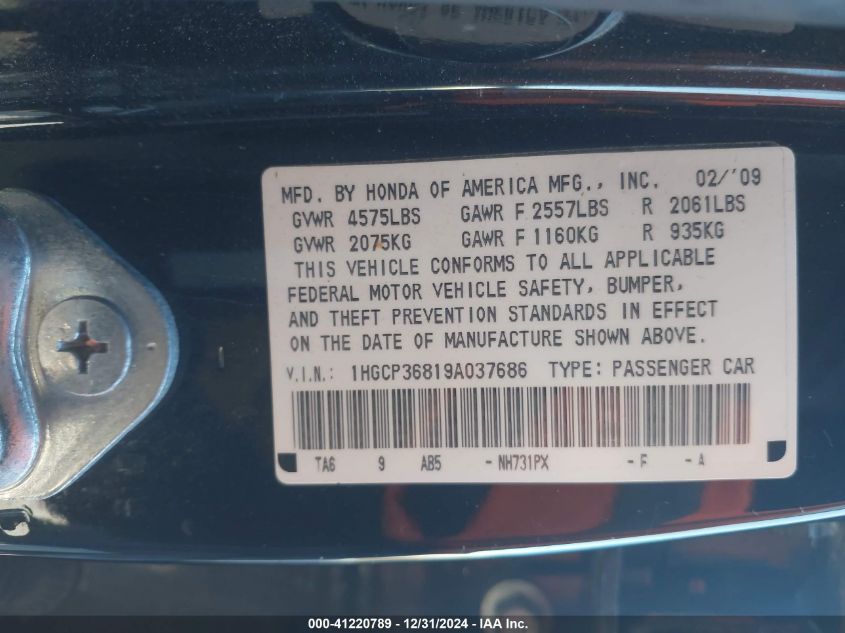 OF AMERICA
MFD. BY HONDA OF AMERICA MFG., INC. 02/'09
GVWR 4575LBS GAWR F 2557LBS R 2061LBS
GVWR 2075KG GAWR F 1160KG R 935KG
THIS VEHICLE CONFORMS TO ALL APPLICABLE
FEDERAL MOTOR VEHICLE SAFETY, BUMPER,
AND THEFT PREVENTION STANDARDS IN EFFECT
ON THE DATE OF MANUFACTURE SHOWN ABOVE.
V.I.N.: 1HGCP36819A037686 TYPE: PASSENGER CAR
TA6 9 AB5 - NH731PX - F - A
000-41220789 - 12/31/2024 - IAA Inc.